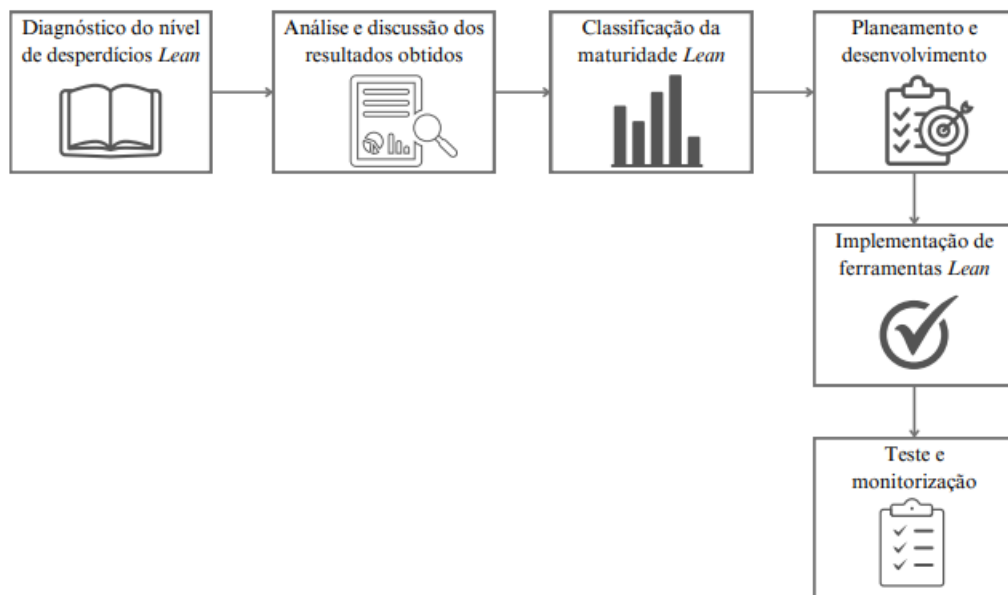 Diagnóstico do nível
de desperdícios Lean
Análise e discussão dos
resultados obtidos
Classificação da
maturidade Lean
Planeamento e
desenvolvimento
Implementação de
ferramentas Lean
Teste e
monitorização